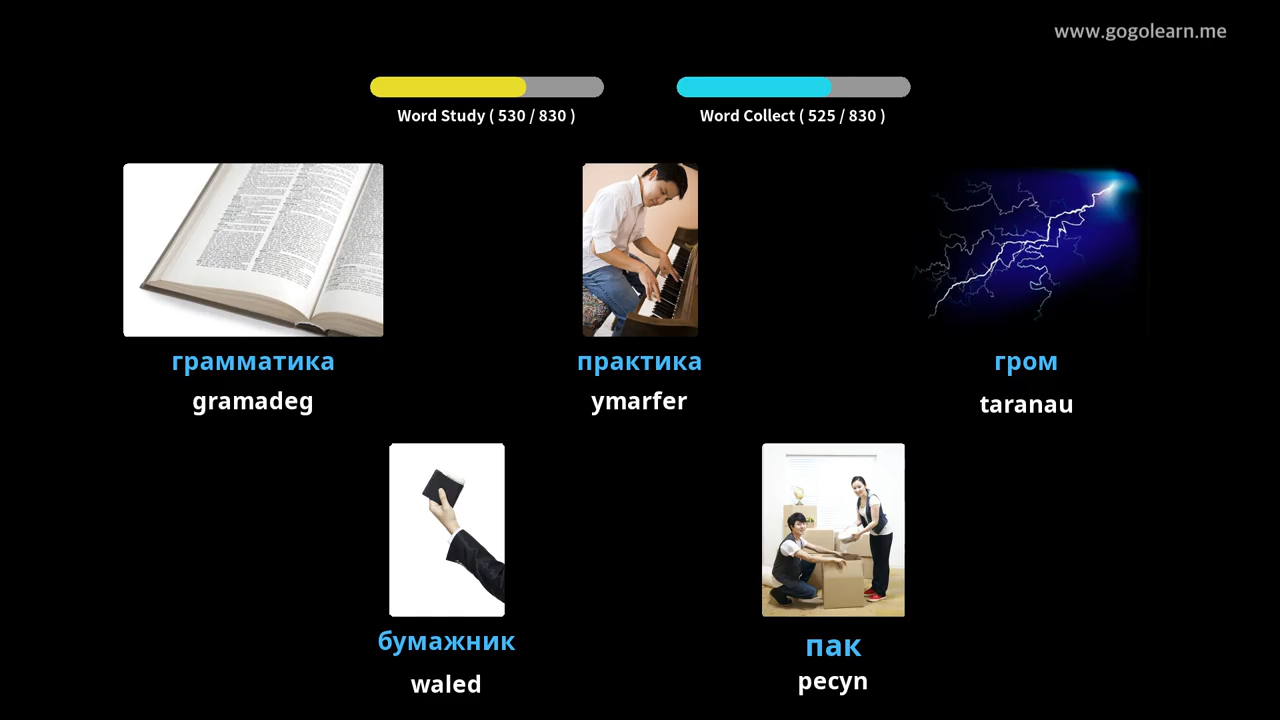 www.gogolearn.me
Word Study ( 530 / 830 )
Word Collect ( 525 / 830 )
грамматика
gramadeg
практика
ymarfer
гром
taranau
бумажник
waled
пак
pecyn